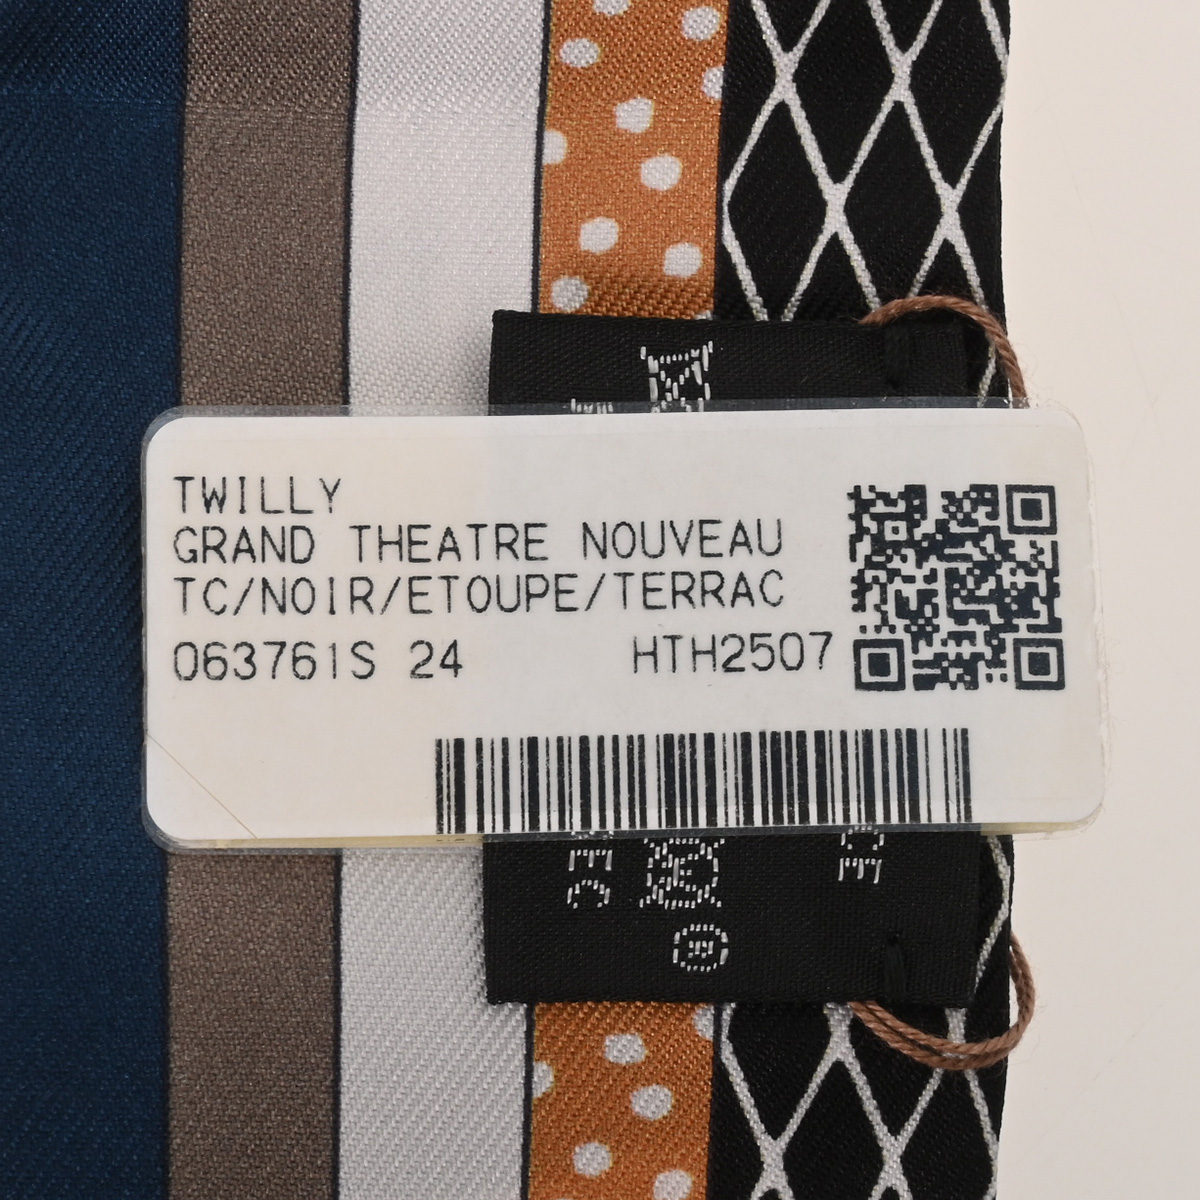 TWILLY
GRAND THEATRE NOUVEAU
TC/NOIR/ETOUPE/TERRAC
063761S 24 HTH2507